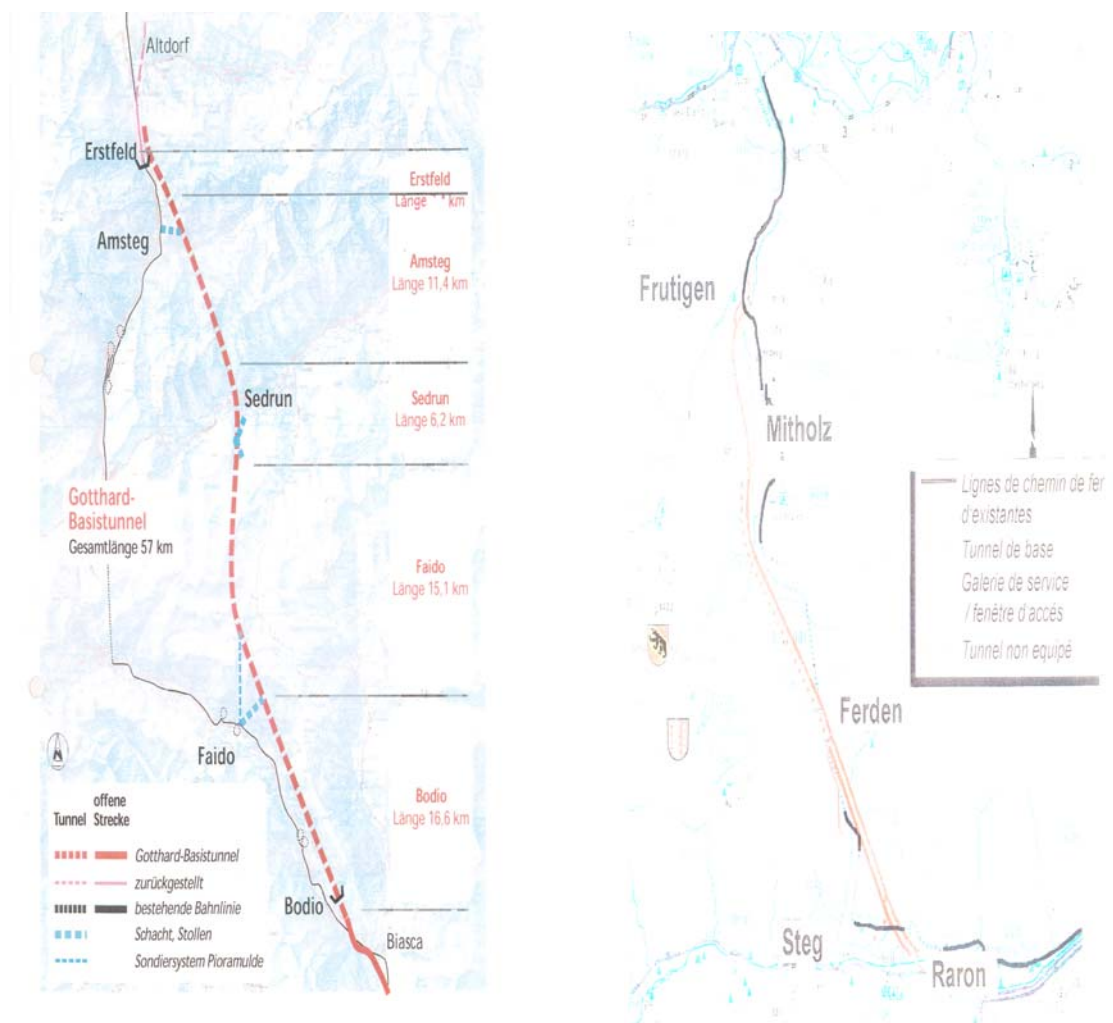 Altdorf
Erstfeld
Erstfeld
Länge km
Amsteg
Amsteg
Länge 11,4 km
Sedrun
Sedrun
Länge 6,2 km
Gotthard-
Basistunnel
Gesamtlänge 57 km
Faido
Länge 15,1 km
Faido
Bodio
Länge 16,6 km
Bodio
Biasca
Tunnel offene
Strecke
Gotthard-Basistunnel
zurückgestellt
bestehende Bahnlinie
Schacht, Stollen
Sondiersystem Pioramulde
Frutigen
Mitholz
Lignes de chemin de fer
d'existantes
Tunnel de base
Galerie de service
/ fenêtre d'accés
Tunnel non equipé
Ferden
Steg
Raron